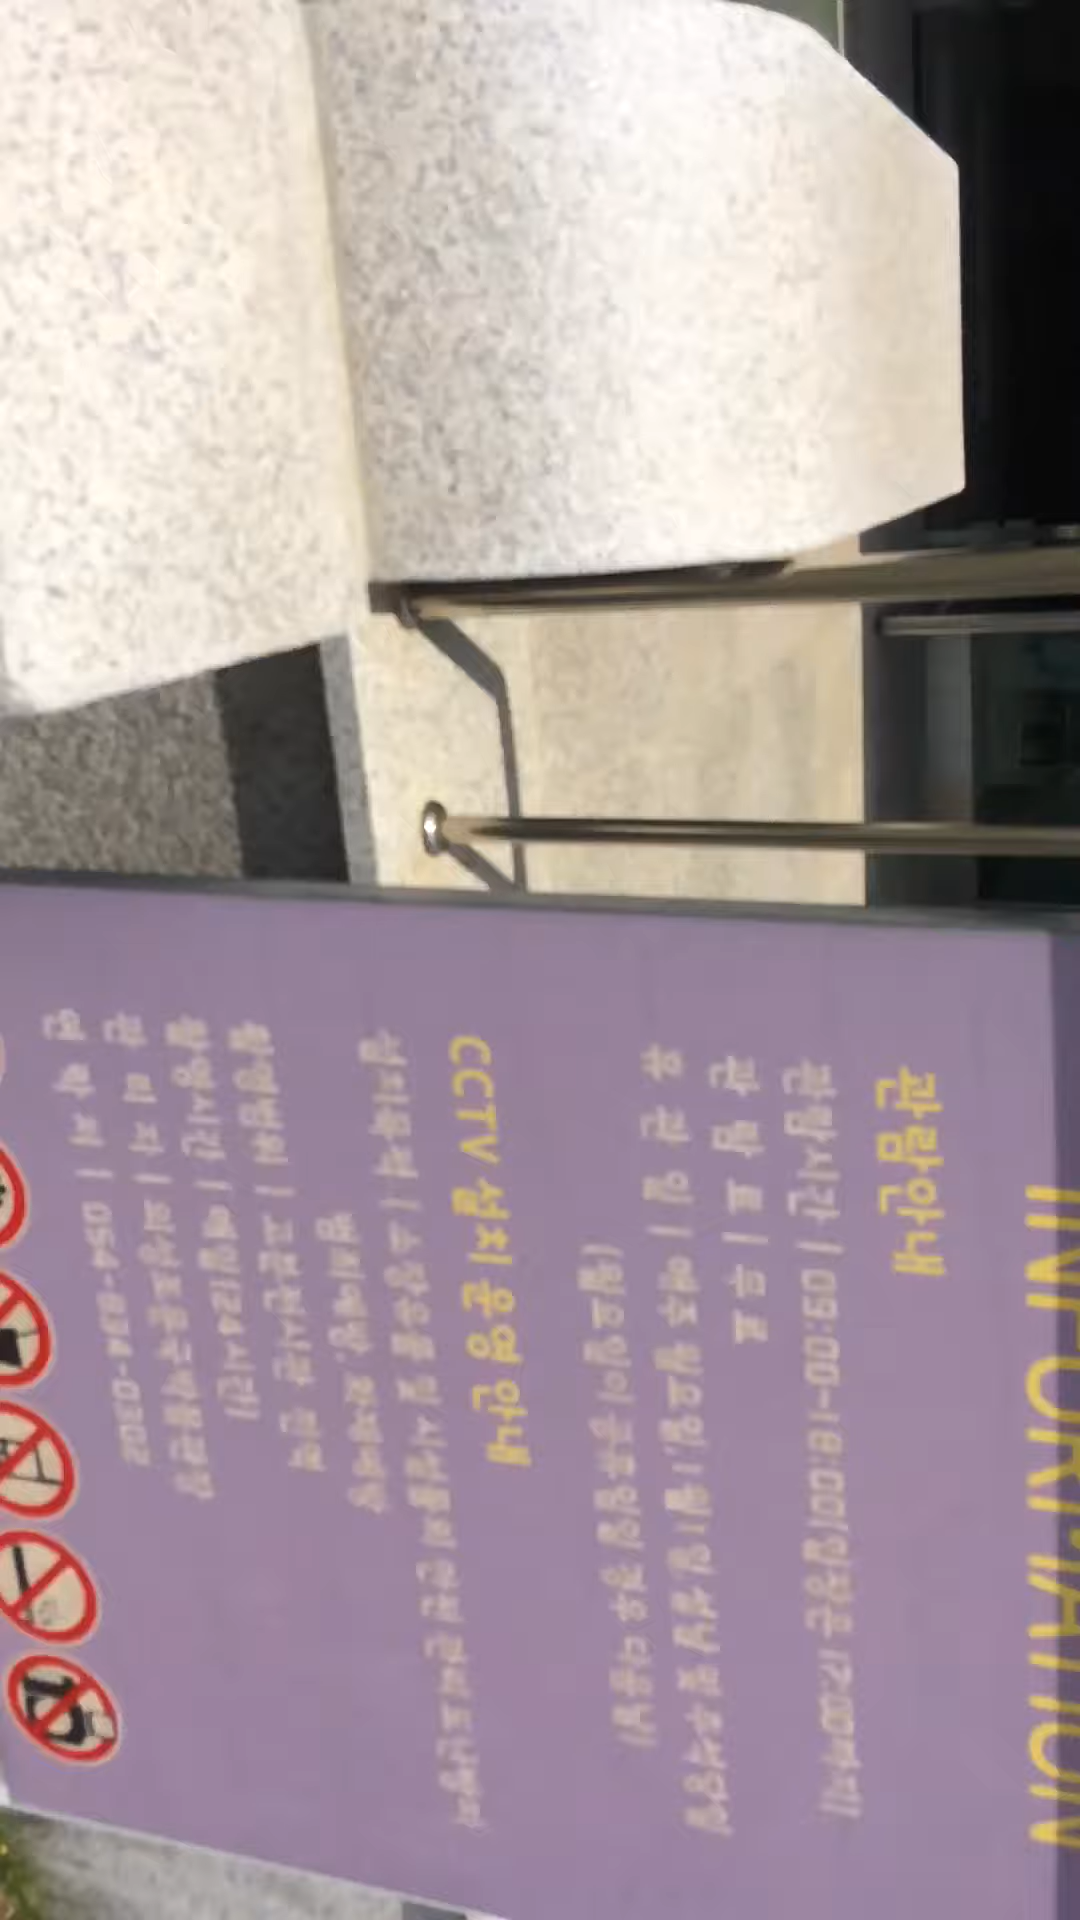 INFORMATION
관람안내
관람시간 | 09:00~18:00(입장은 17:00까지)
관 람 료 | 무료
휴 관 일 | 매주 월요일, 1월1일, 설날 및 추석당일
(월요일이 공휴일일 경우 다음날)
CCTV 설치 운영 안내
설치목적 | 소장유물 및 시설물의 안전 관리, 도난방지
범죄예방, 화재예방
촬영범위 | 고분전시관 전역
촬영시간 | 매일(24시간)
관 리 자 | 의성조문국박물관장
연 락 처 | 054-834-0302